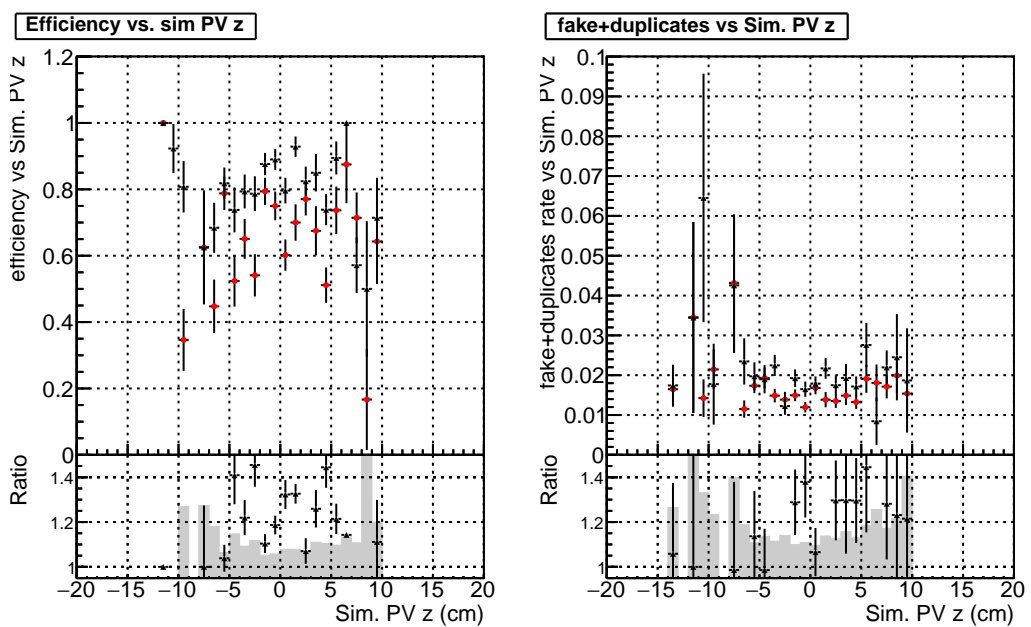 Efficiency vs. sim PV z
efficiency vs Sim. PV z
1.2
1
0.8
0.6
0.4
0.2
0
Ratio
1.4
1.2
1
−20 −15 −10 −5 0 5 10 15 20
Sim. PV z (cm)
fake+duplicates vs Sim. PV z
fake+duplicates rate vs Sim. PV z
0.1
0.09
0.08
0.07
0.06
0.05
0.04
0.03
0.02
0.01
0
Ratio
1.4
1.2
1
−20 −15 −10 −5 0 5 10 15 20
Sim. PV z (cm)